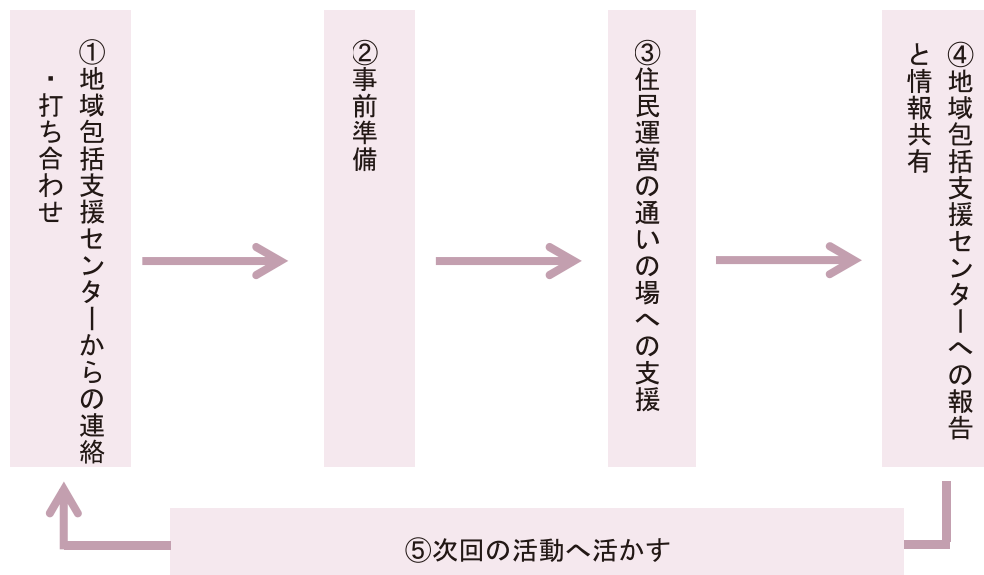 ①地域包括支援センターからの連絡
・打ち合わせ
②事前準備
③住民運営の通いの場への支援
④地域包括支援センターへの報告
と情報共有
⑤次回の活動へ活かす